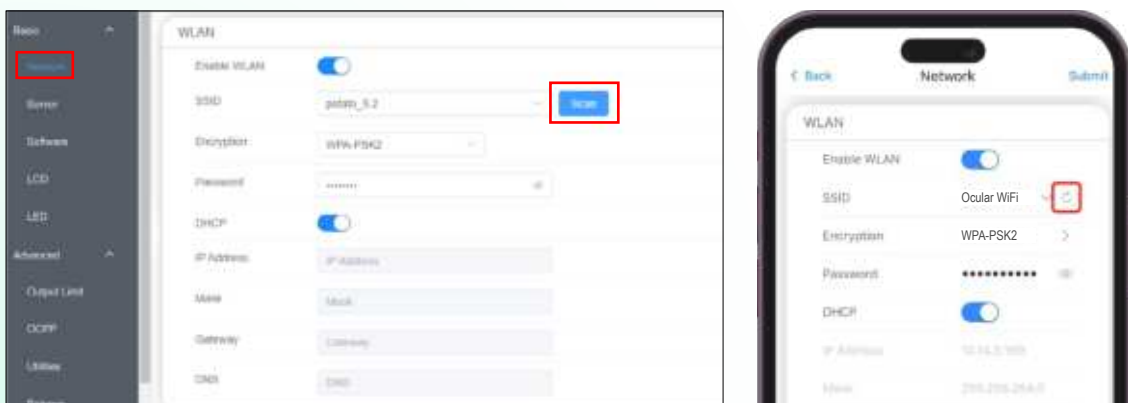 Basic
Network
Server
Software
LCD
LED
Advanced
Output Limit
OCPP
Utilities
WLAN
Enable WLAN
SSID potato_5.2 Scan
Encryption WPA-PSK2
Password ••••••••
DHCP
IP Address IP Address
Mask Mask
Gateway Gateway
DNS DNS
Back Network Submit
WLAN
Enable WLAN
SSID Ocular WiFi
Encryption WPA-PSK2
Password ••••••••••
DHCP
IP Address
Mask